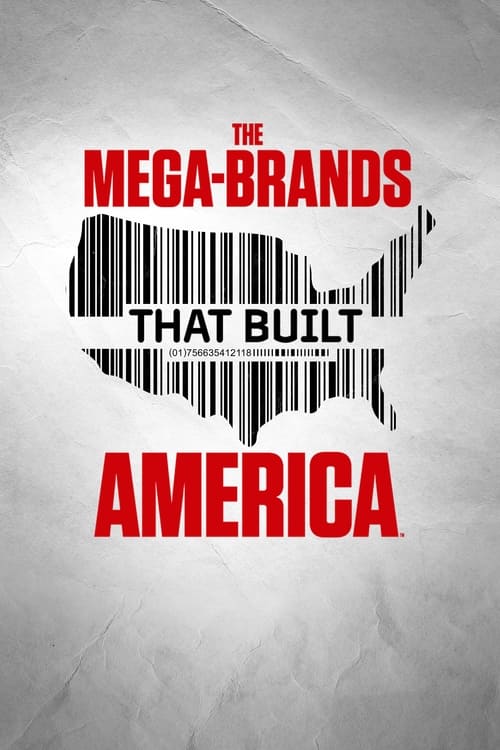 THE
MEGA-BRANDS
THAT BUILT
(01)756635412118
AMERICA